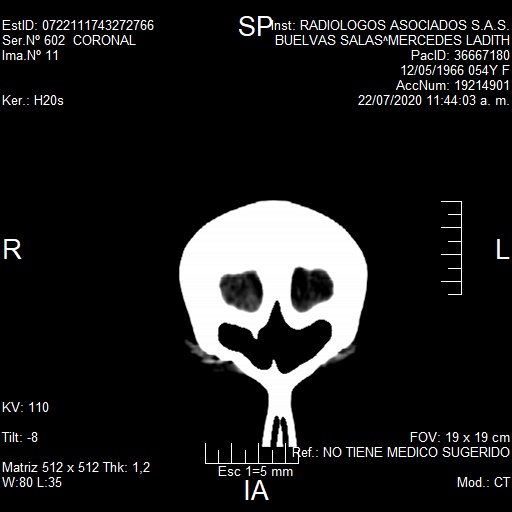 EstID: 0722111743272766
Ser.Nº 602 CORONAL
Ima.Nº 11
Ker.: H20s
SP
Inst: RADIOLOGOS ASOCIADOS S.A.S.
BUELVAS SALAS^MERCEDES LADITH
PacID: 36667180
12/05/1966 054Y F
AccNum: 19214901
22/07/2020 11:44:03 a. m.
R
L
KV: 110
Tilt: -8
Matriz 512 x 512 Thk: 1,2
W:80 L:35
Esc 1=5 mm
IA
FOV: 19 x 19 cm
Ref.: NO TIENE MEDICO SUGERIDO
Mod.: CT